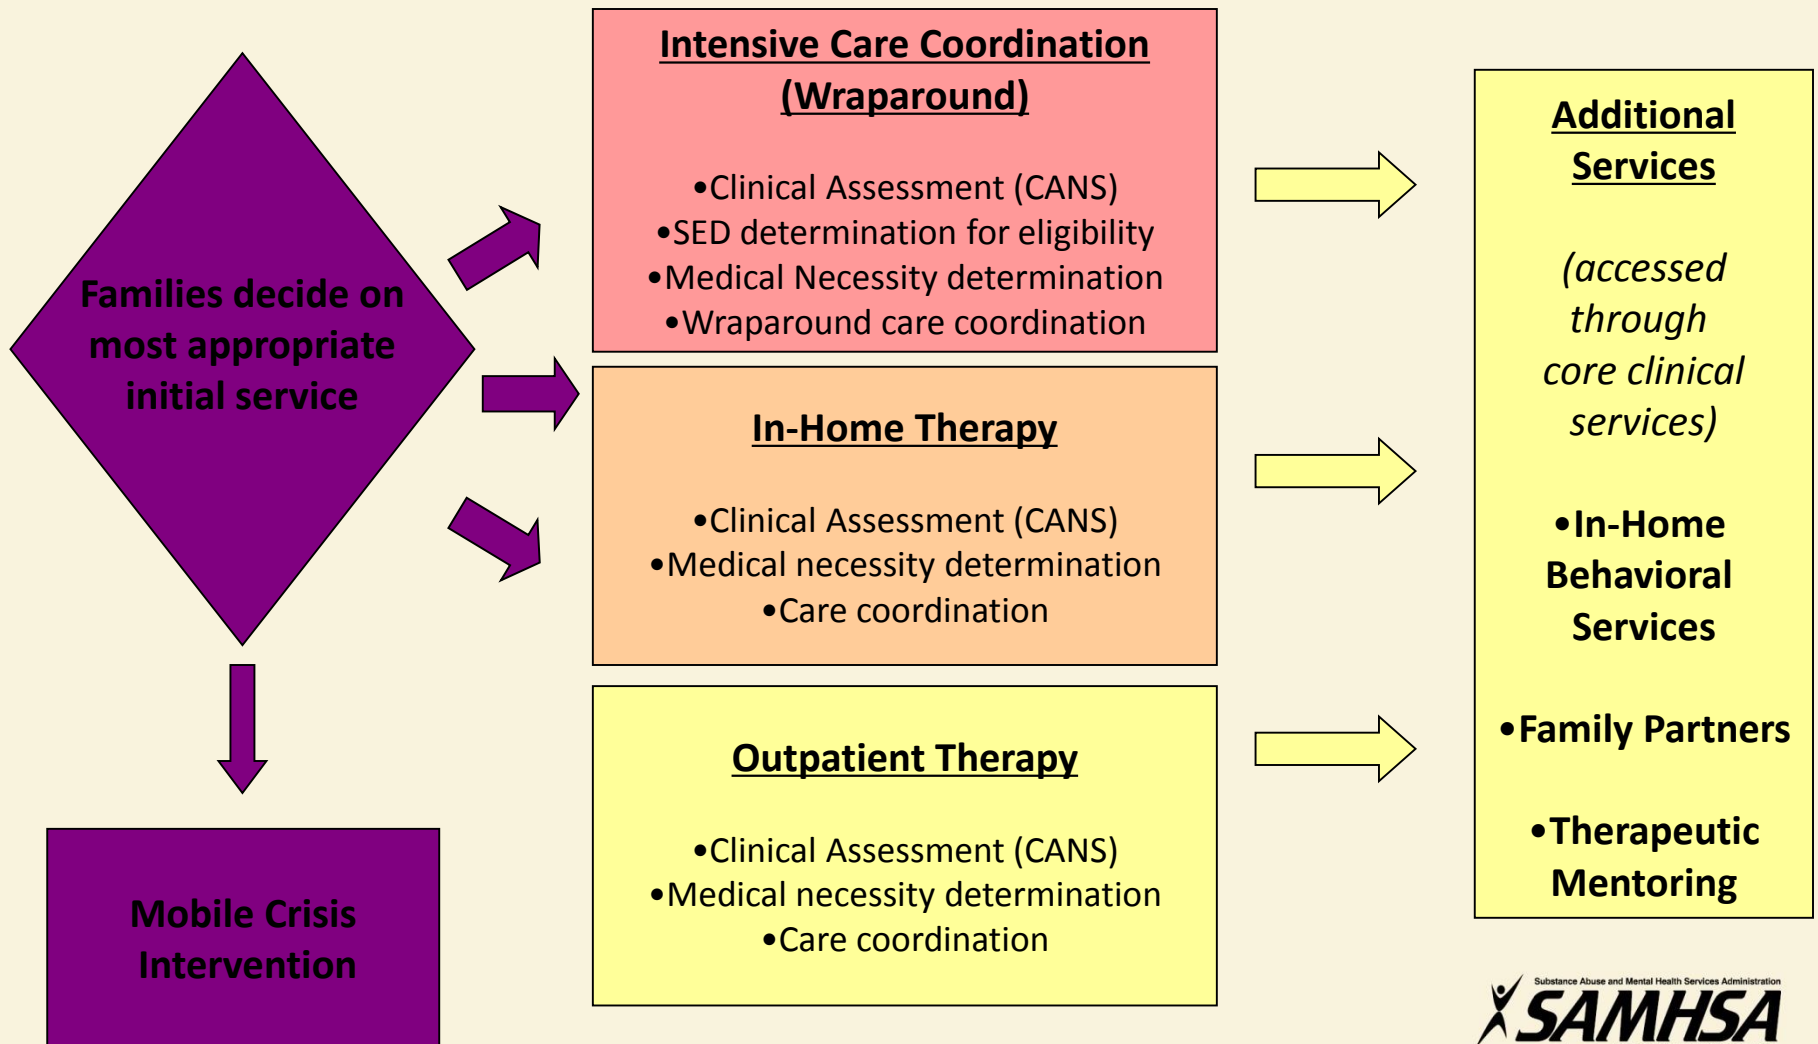 Families decide on
most appropriate
initial service
Mobile Crisis
Intervention
Intensive Care Coordination
(Wraparound)
•Clinical Assessment (CANS)
•SED determination for eligibility
•Medical Necessity determination
•Wraparound care coordination
In-Home Therapy
•Clinical Assessment (CANS)
•Medical necessity determination
•Care coordination
Outpatient Therapy
•Clinical Assessment (CANS)
•Medical necessity determination
•Care coordination
Additional
Services
(accessed
through
core clinical
services)
•In-Home
Behavioral
Services
•Family Partners
•Therapeutic
Mentoring
Substance Abuse and Mental Health Services Administration
SAMHSA